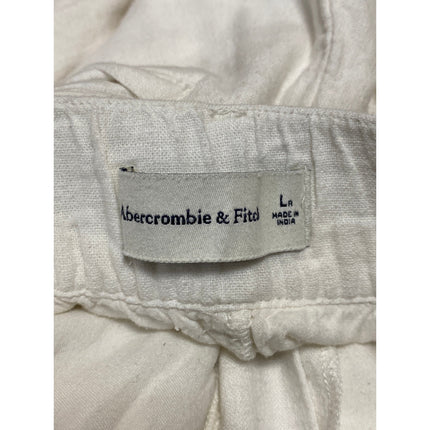 Abercrombie & Fitch
L R
MADE IN
INDIA